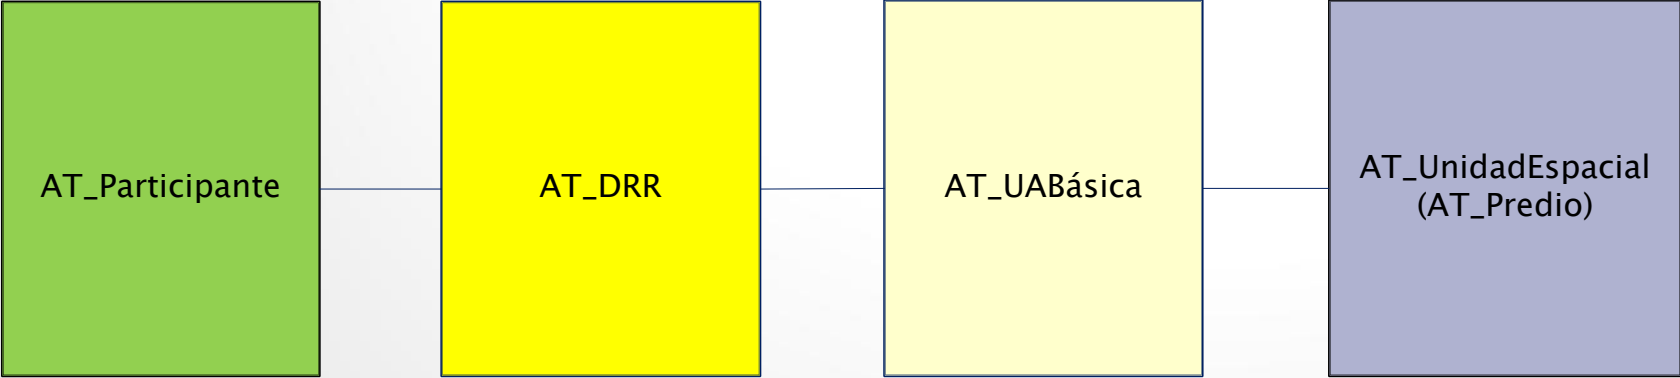 AT_Participante
AT_DRR
AT_UABásica
AT_UnidadEspacial
(AT_Predio)